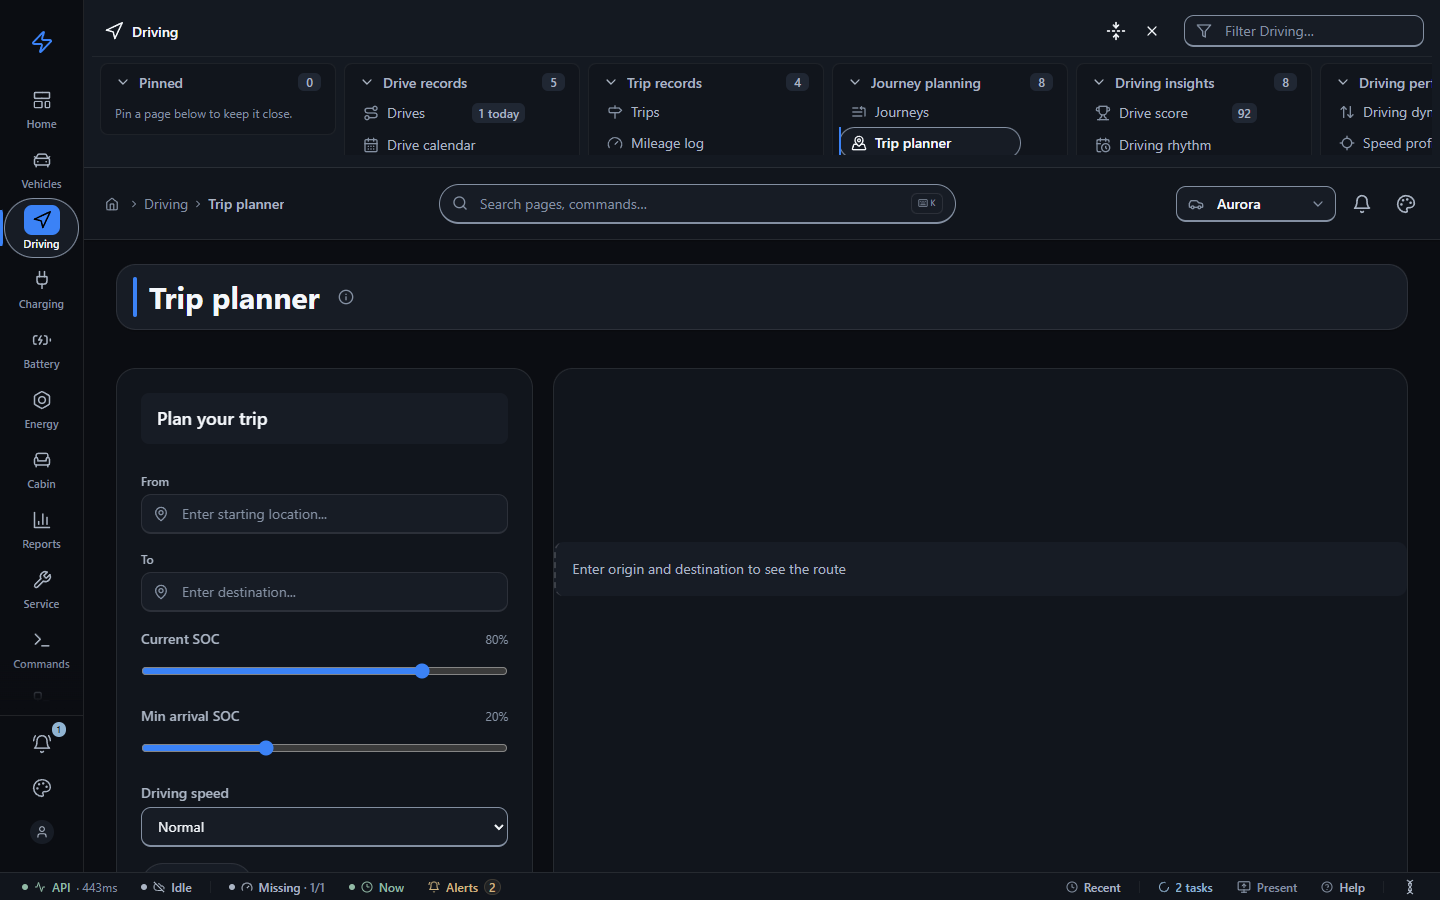 Driving
Filter Driving...
Pinned 0
Pin a page below to keep it close.
Drive records 5
Drives 1 today
Drive calendar
Trip records 4
Trips
Mileage log
Journey planning 8
Journeys
Trip planner
Driving insights 8
Drive score 92
Driving rhythm
Driving per
Driving dyn
Speed prof
Home
Vehicles
Driving
Charging
Battery
Energy
Cabin
Reports
Service
Commands
1
Driving
Trip planner
Search pages, commands...
K
Aurora
Trip planner
Plan your trip
From
Enter starting location...
To
Enter destination...
Current SOC 80%
Min arrival SOC 20%
Driving speed
Normal
Enter origin and destination to see the route
API · 443ms
Idle
Missing · 1/1
Now
Alerts 2
Recent
2 tasks
Present
Help